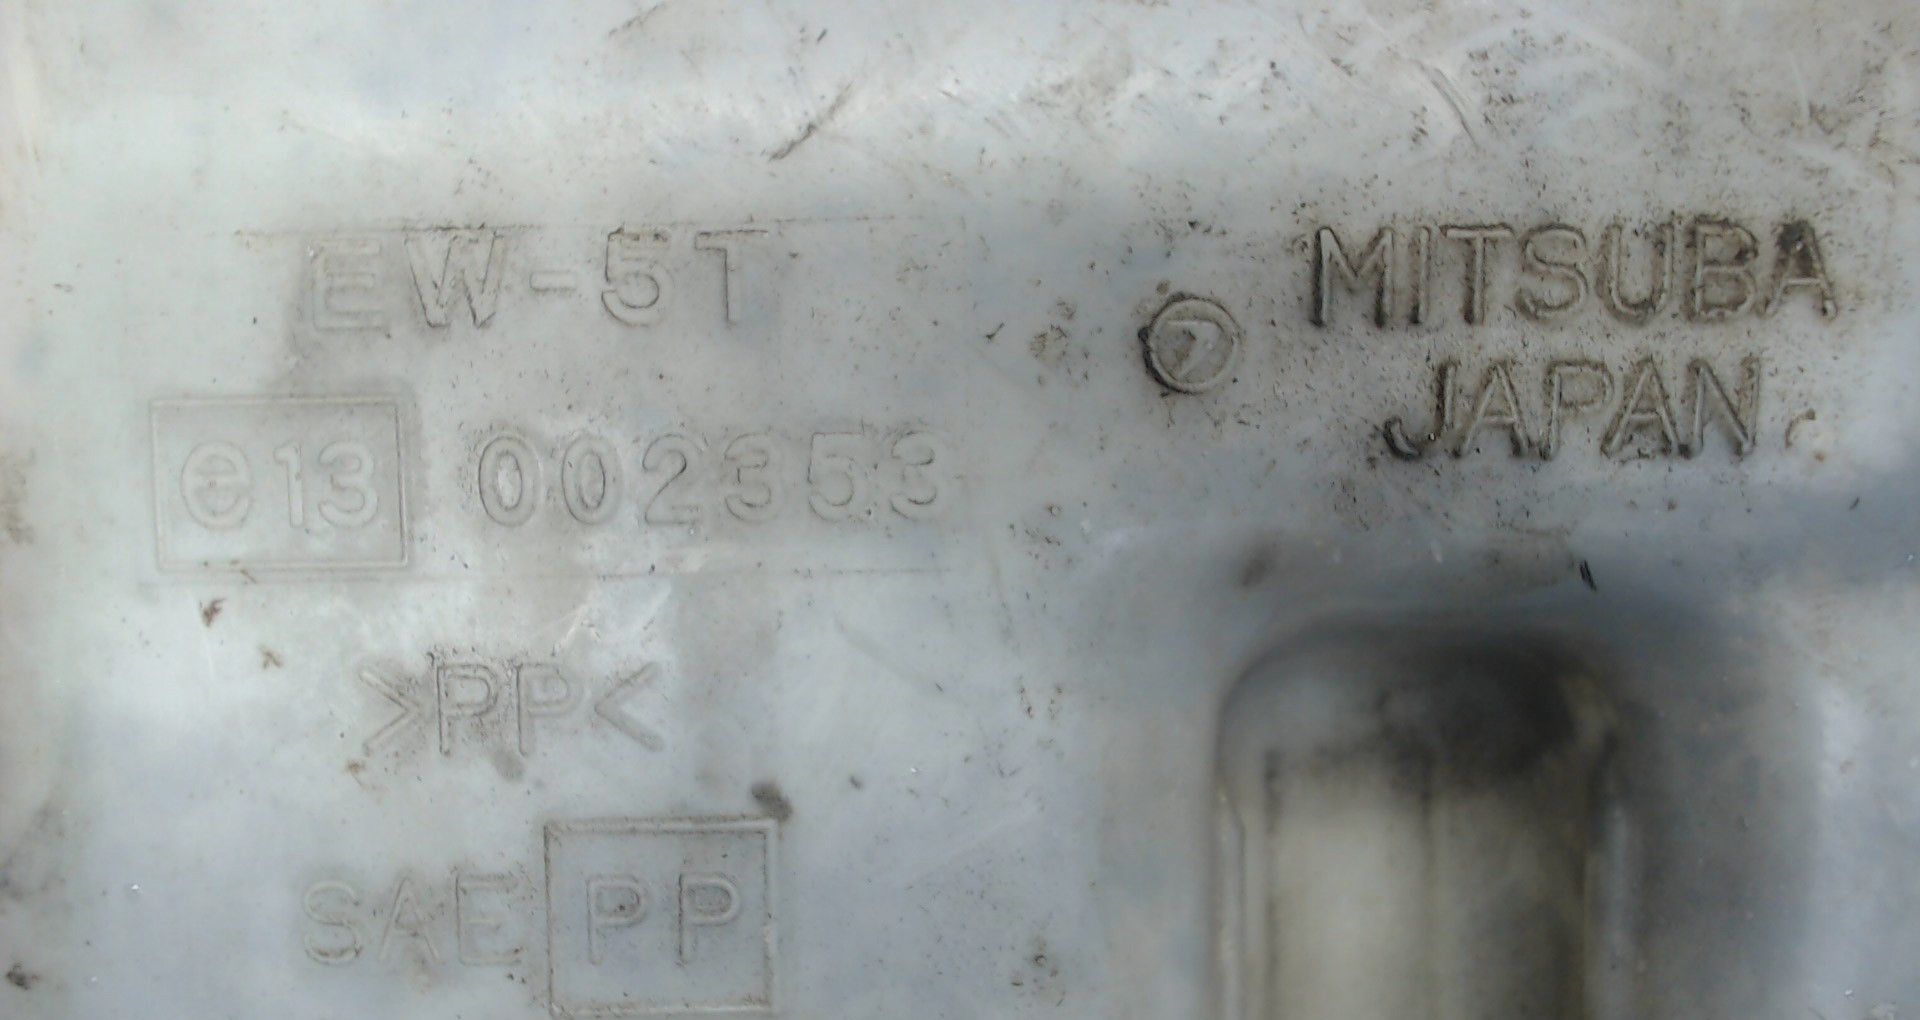 EW-5T
MITSUBA
JAPAN
e13 002353
>PP<
SAE PP